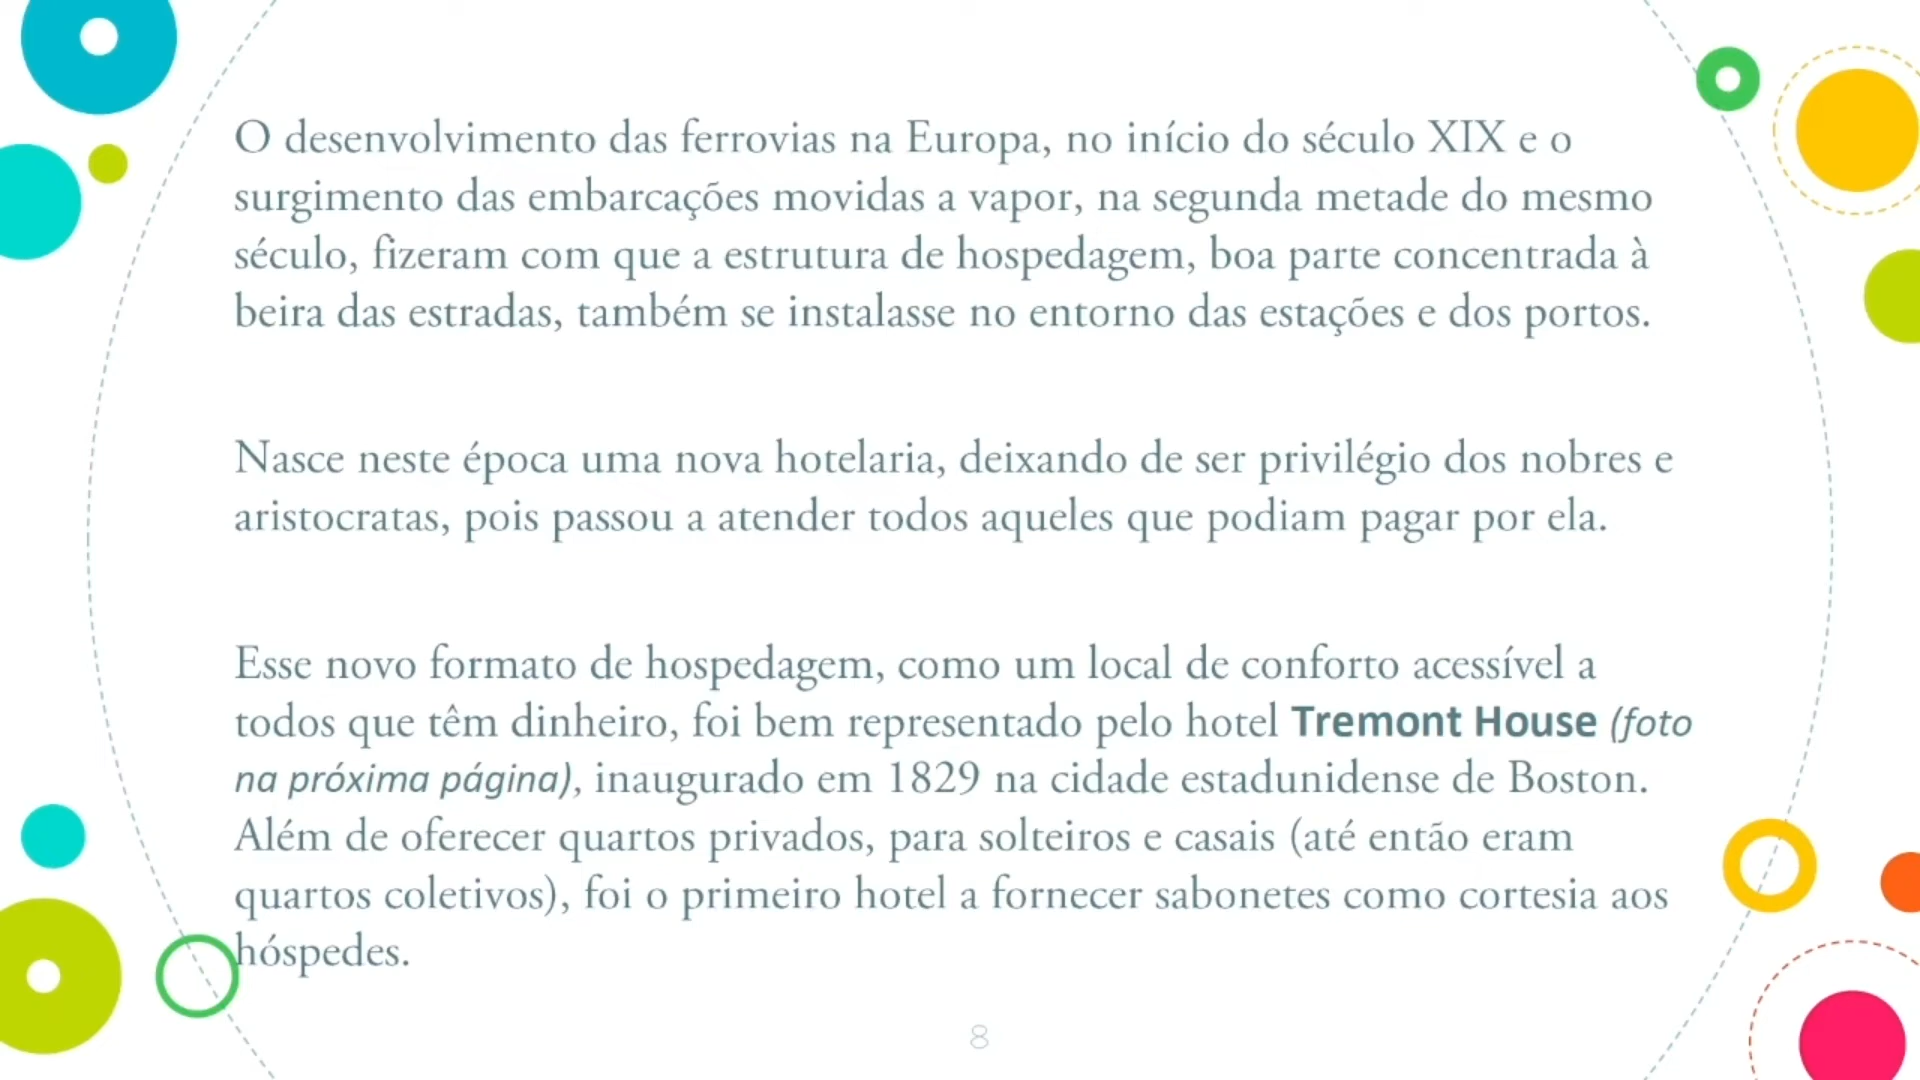 O desenvolvimento das ferrovias na Europa, no início do século XIX e o
surgimento das embarcações movidas a vapor, na segunda metade do mesmo
século, fizeram com que a estrutura de hospedagem, boa parte concentrada à
beira das estradas, também se instalasse no entorno das estações e dos portos.
Nasce neste época uma nova hotelaria, deixando de ser privilégio dos nobres e
aristocratas, pois passou a atender todos aqueles que podiam pagar por ela.
Esse novo formato de hospedagem, como um local de conforto acessível a
todos que têm dinheiro, foi bem representado pelo hotel Tremont House (foto
na próxima página), inaugurado em 1829 na cidade estadunidense de Boston.
Além de oferecer quartos privados, para solteiros e casais (até então eram
quartos coletivos), foi o primeiro hotel a fornecer sabonetes como cortesia aos
hóspedes.
8